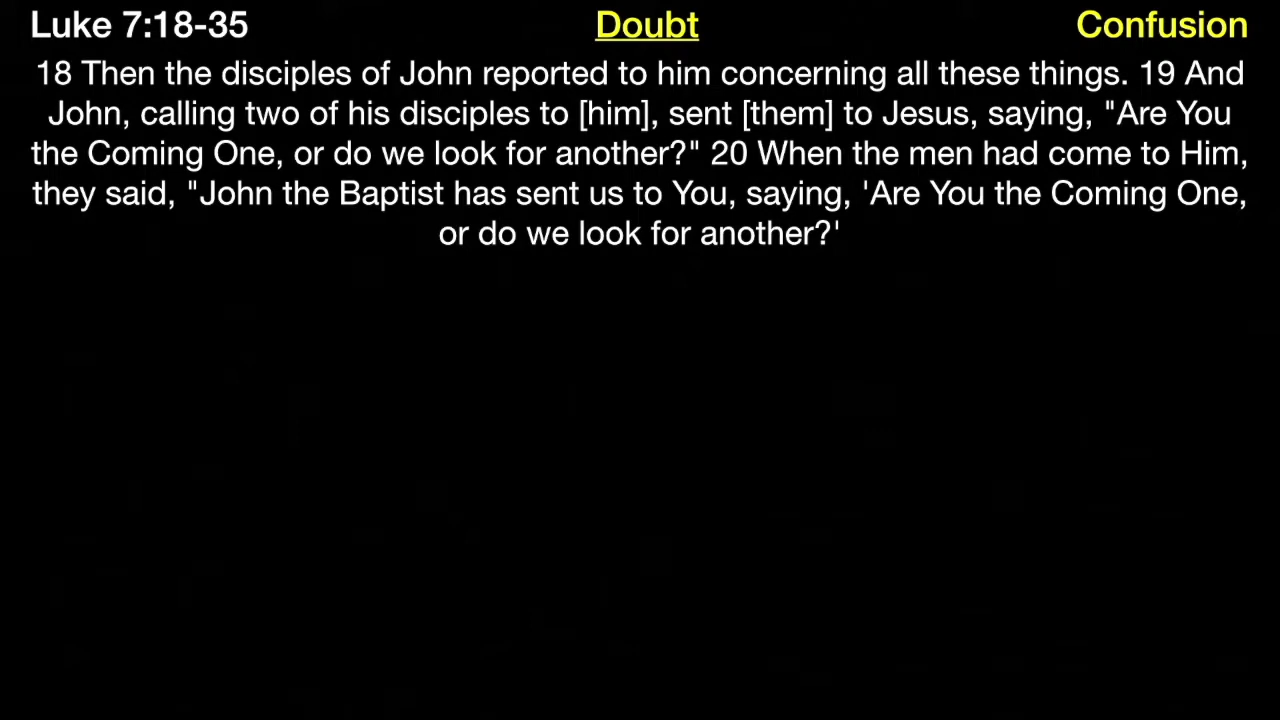 Luke 7:18-35 Doubt Confusion
18 Then the disciples of John reported to him concerning all these things. 19 And
John, calling two of his disciples to [him], sent [them] to Jesus, saying, "Are You
the Coming One, or do we look for another?" 20 When the men had come to Him,
they said, "John the Baptist has sent us to You, saying, 'Are You the Coming One,
or do we look for another?'